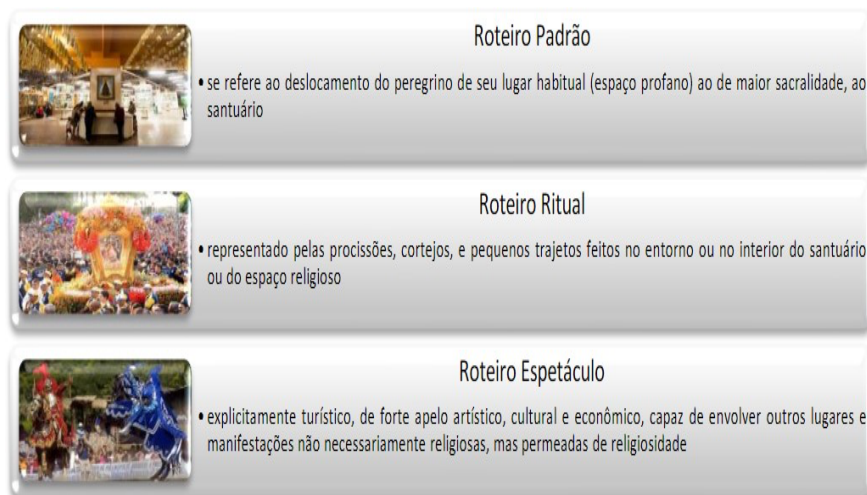 Roteiro Padrão
• se refere ao deslocamento do peregrino de seu lugar habitual (espaço profano) ao de maior sacralidade, ao
santuário
Roteiro Ritual
• representado pelas procissões, cortejos, e pequenos trajetos feitos no entorno ou no interior do santuário
ou do espaço religioso
Roteiro Espetáculo
• explicitamente turístico, de forte apelo artístico, cultural e econômico, capaz de envolver outros lugares e
manifestações não necessariamente religiosas, mas permeadas de religiosidade